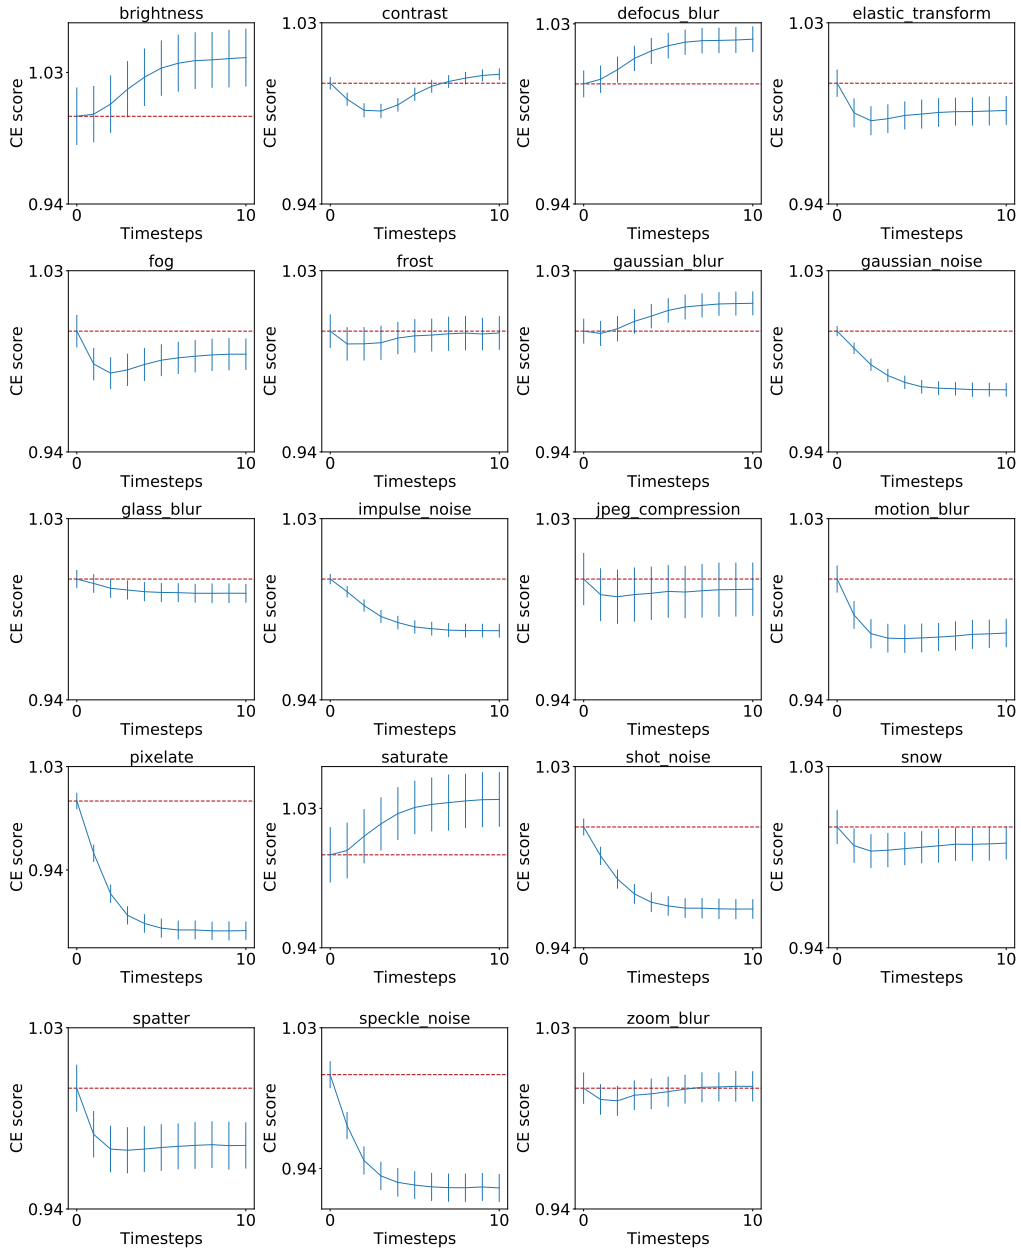 brightness
contrast
defocus_blur
elastic_transform
CE score
1.03
0.94
0
10
Timesteps
CE score
1.03
0.94
0
10
Timesteps
CE score
1.03
0.94
0
10
Timesteps
CE score
1.03
0.94
0
10
Timesteps
fog
frost
gaussian_blur
gaussian_noise
CE score
1.03
0.94
0
10
Timesteps
CE score
1.03
0.94
0
10
Timesteps
CE score
1.03
0.94
0
10
Timesteps
CE score
1.03
0.94
0
10
Timesteps
glass_blur
impulse_noise
jpeg_compression
motion_blur
CE score
1.03
0.94
0
10
Timesteps
CE score
1.03
0.94
0
10
Timesteps
CE score
1.03
0.94
0
10
Timesteps
CE score
1.03
0.94
0
10
Timesteps
pixelate
saturate
shot_noise
snow
CE score
1.03
0.94
0
10
Timesteps
CE score
1.03
0.94
0
10
Timesteps
CE score
1.03
0.94
0
10
Timesteps
CE score
1.03
0.94
0
10
Timesteps
spatter
speckle_noise
zoom_blur
CE score
1.03
0.94
0
10
Timesteps
CE score
1.03
0.94
0
10
Timesteps
CE score
1.03
0.94
0
10
Timesteps